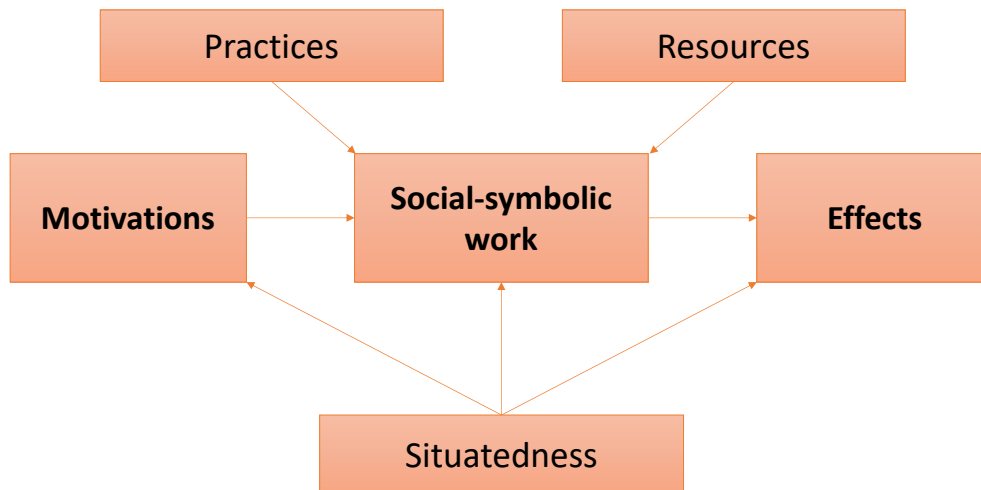 Practices
Resources
Motivations
Social-symbolic
work
Effects
Situatedness